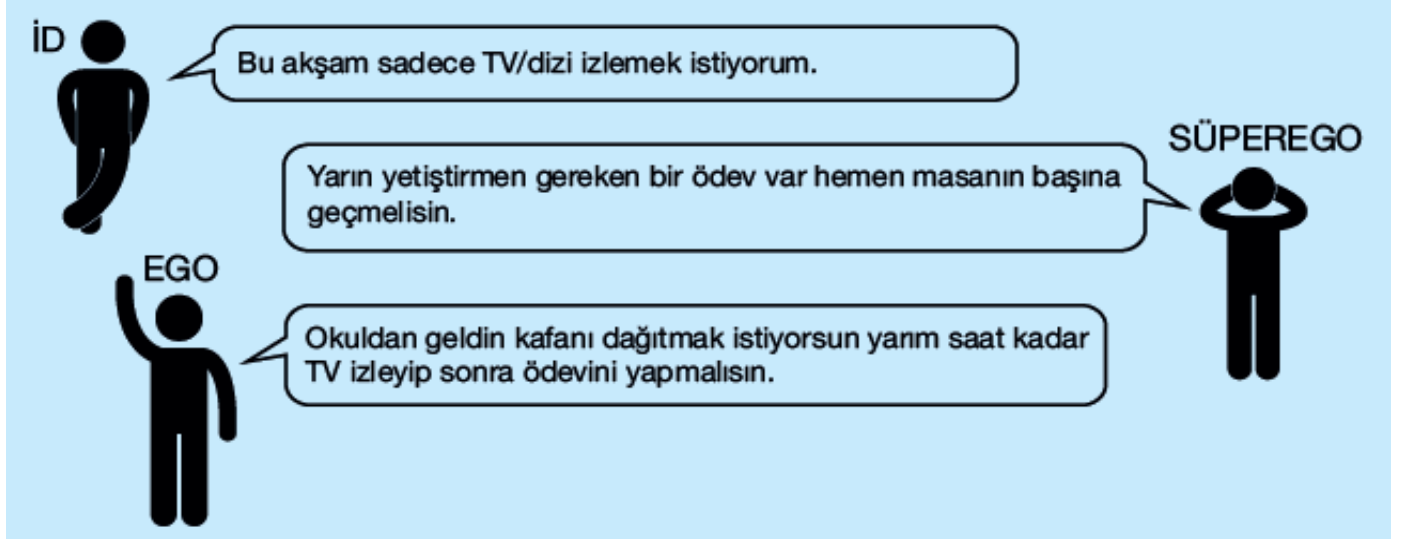 İD
Bu akşam sadece TV/dizi izlemek istiyorum.
SÜPEREGO
Yarın yetiştirmen gereken bir ödev var hemen masanın başına
geçmelisin.
EGO
Okuldan geldin kafanı dağıtmak istiyorsun yarım saat kadar
TV izleyip sonra ödevini yapmalısın.